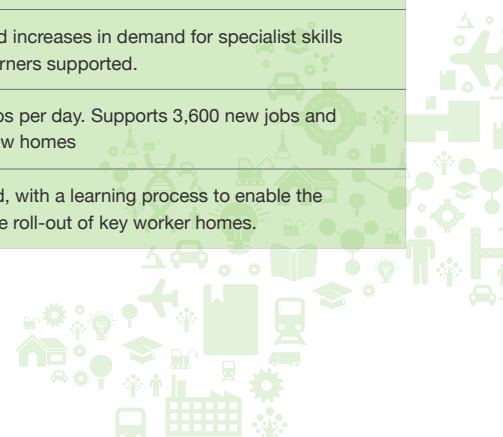 d increases in demand for specialist skills
rners supported.
os per day. Supports 3,600 new jobs and
w homes
d, with a learning process to enable the
e roll-out of key worker homes.